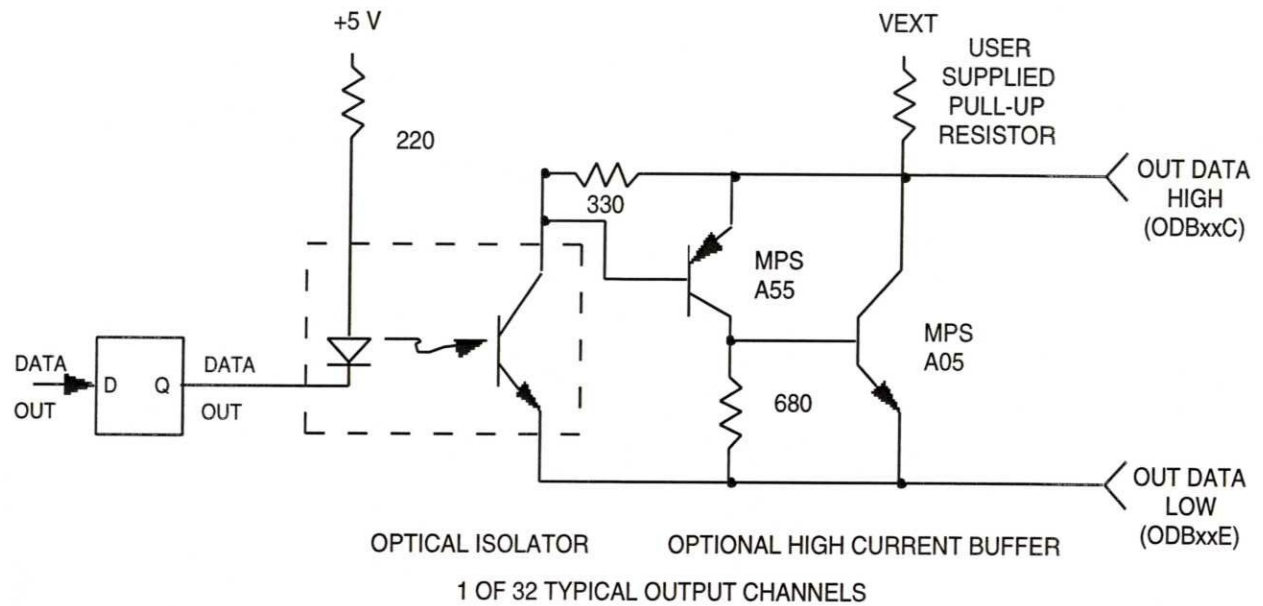 +5 V
VEXT
USER
SUPPLIED
PULL-UP
RESISTOR
220
OUT DATA
HIGH
(ODBxxC)
330
MPS
A55
MPS
A05
DATA
OUT
D Q
DATA
OUT
680
OUT DATA
LOW
(ODBxxE)
OPTICAL ISOLATOR
OPTIONAL HIGH CURRENT BUFFER
1 OF 32 TYPICAL OUTPUT CHANNELS